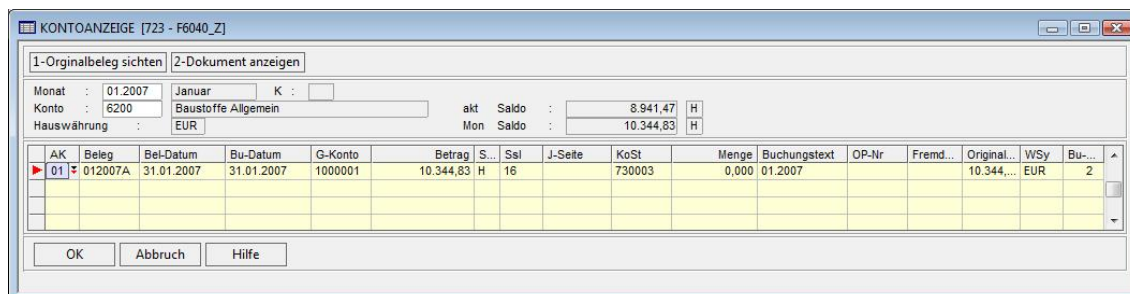 KONTOANZEIGE [723 - F6040_Z]
1-Orginalbeleg sichten 2-Dokument anzeigen
Monat : 01.2007 Januar K :
Konto : 6200 Baustoffe Allgemein akt Saldo : 8.941,47 H
Hauswährung : EUR Mon Saldo : 10.344,83 H
AK Beleg Bel-Datum Bu-Datum G-Konto Betrag S... Ssl J-Seite KoSt Menge Buchungstext OP-Nr Fremd... Original... WSy Bu-...
01 012007A 31.01.2007 31.01.2007 1000001 10.344,83 H 16 730003 0,000 01.2007 10.344,... EUR 2
OK Abbruch Hilfe